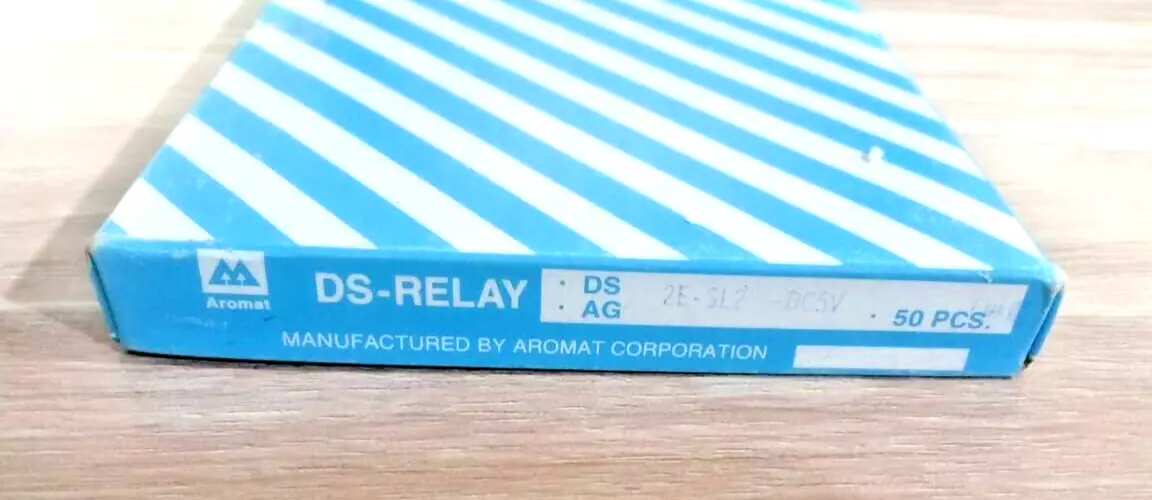 Aromat
DS-RELAY
· DS 2E-SL2 -DC5V
· AG
· 50 PCS.
MANUFACTURED BY AROMAT CORPORATION